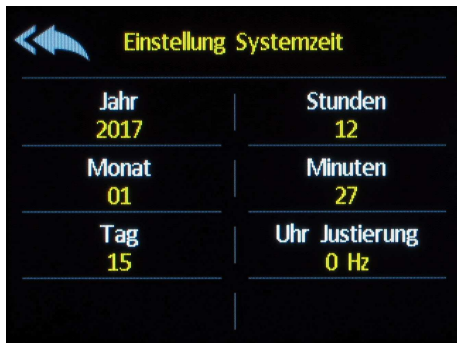 Einstellung Systemzeit
Jahr
2017
Stunden
12
Monat
01
Minuten
27
Tag
15
Uhr Justierung
0 Hz